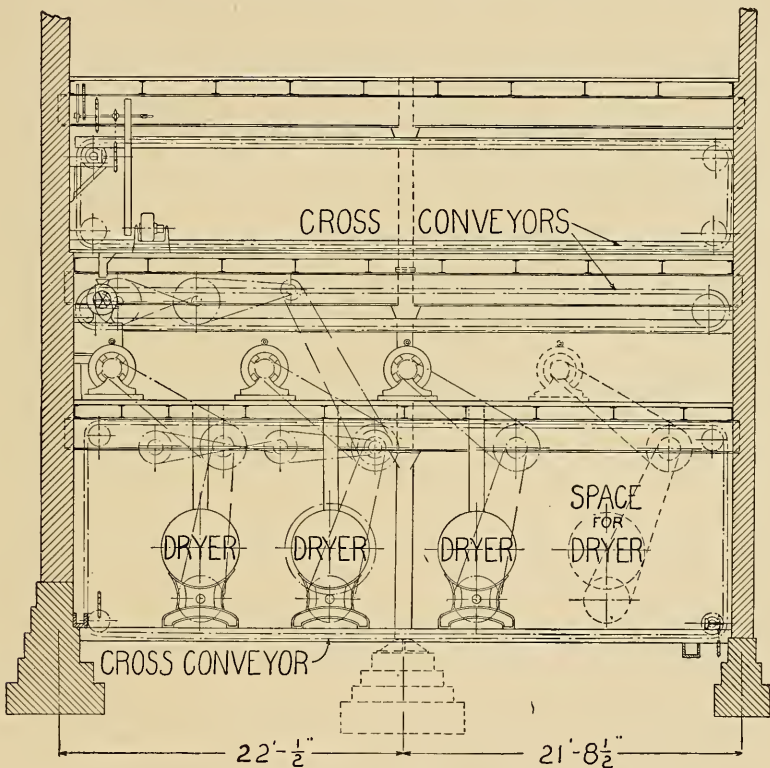 CROSS CONVEYORS
SPACE
FOR
DRYER DRYER DRYER DRYER
CROSS CONVEYOR
22'-½" 21'-8½"